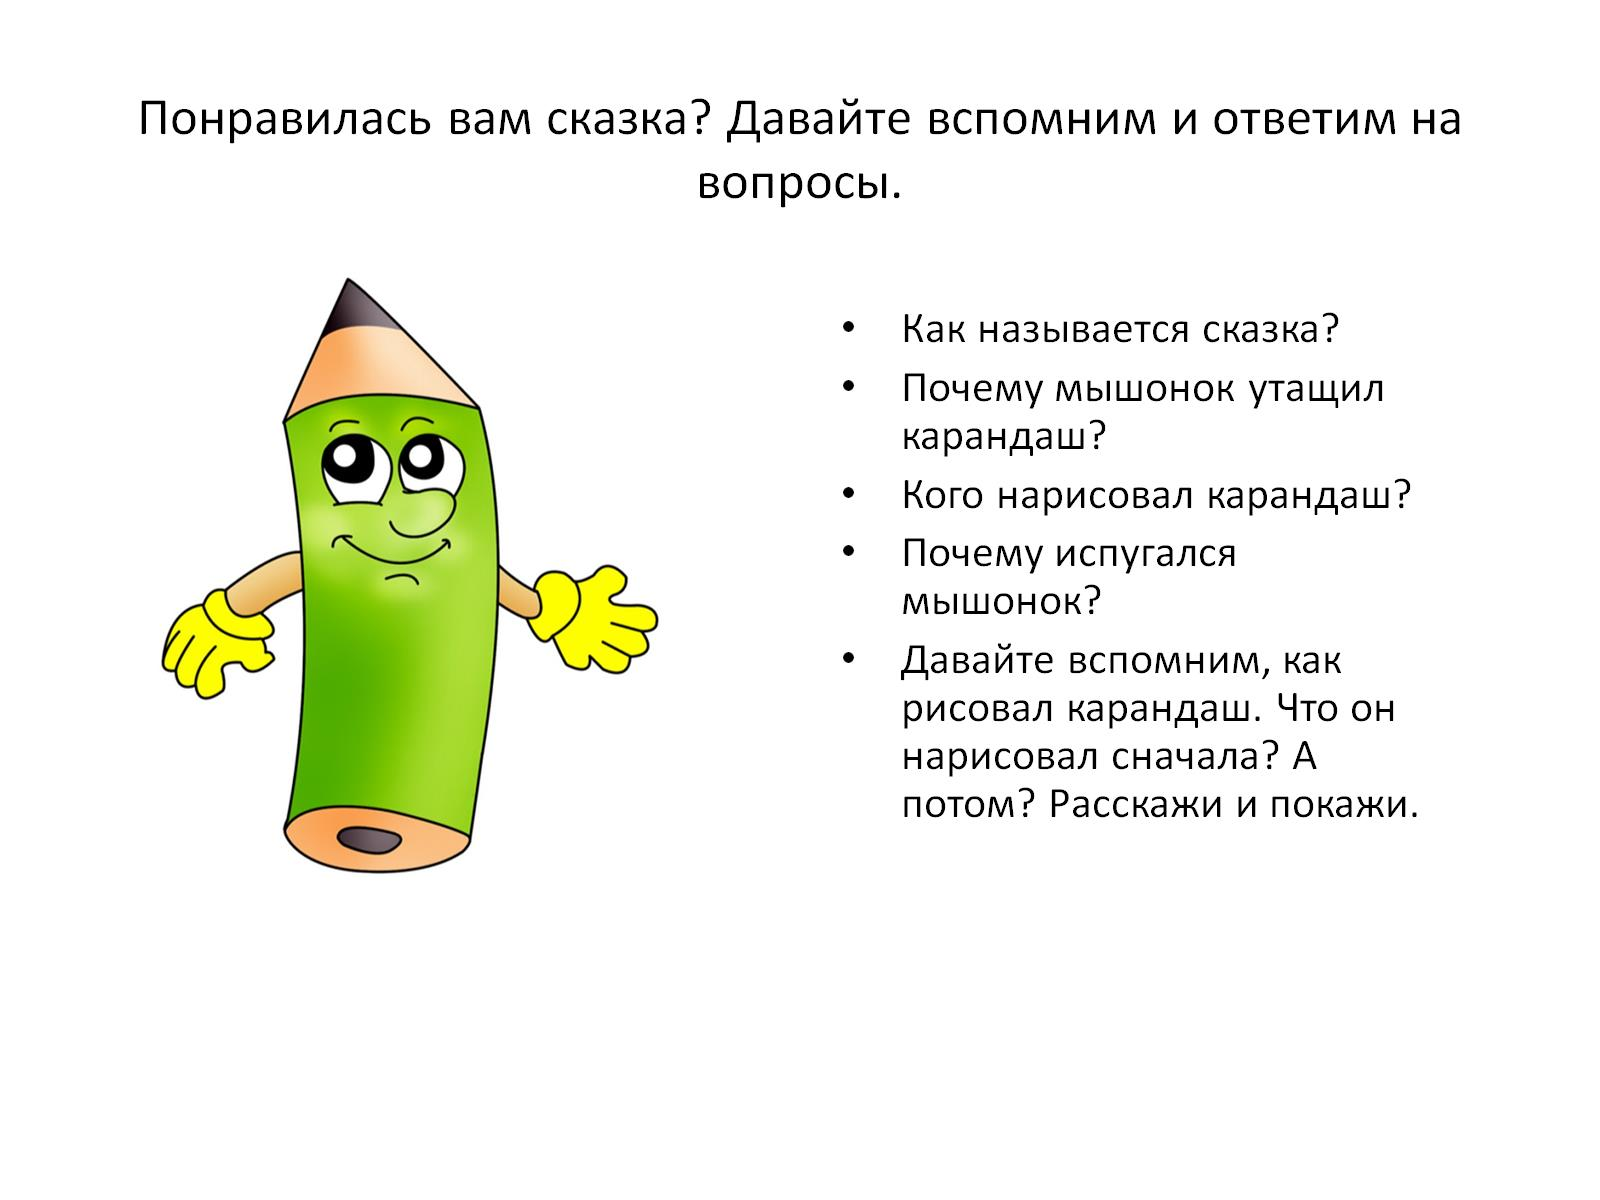 Понравилась вам сказка? Давайте вспомним и ответим на
вопросы.
• Как называется сказка?
• Почему мышонок утащил
карандаш?
• Кого нарисовал карандаш?
• Почему испугался
мышонок?
• Давайте вспомним, как
рисовал карандаш. Что он
нарисовал сначала? А
потом? Расскажи и покажи.